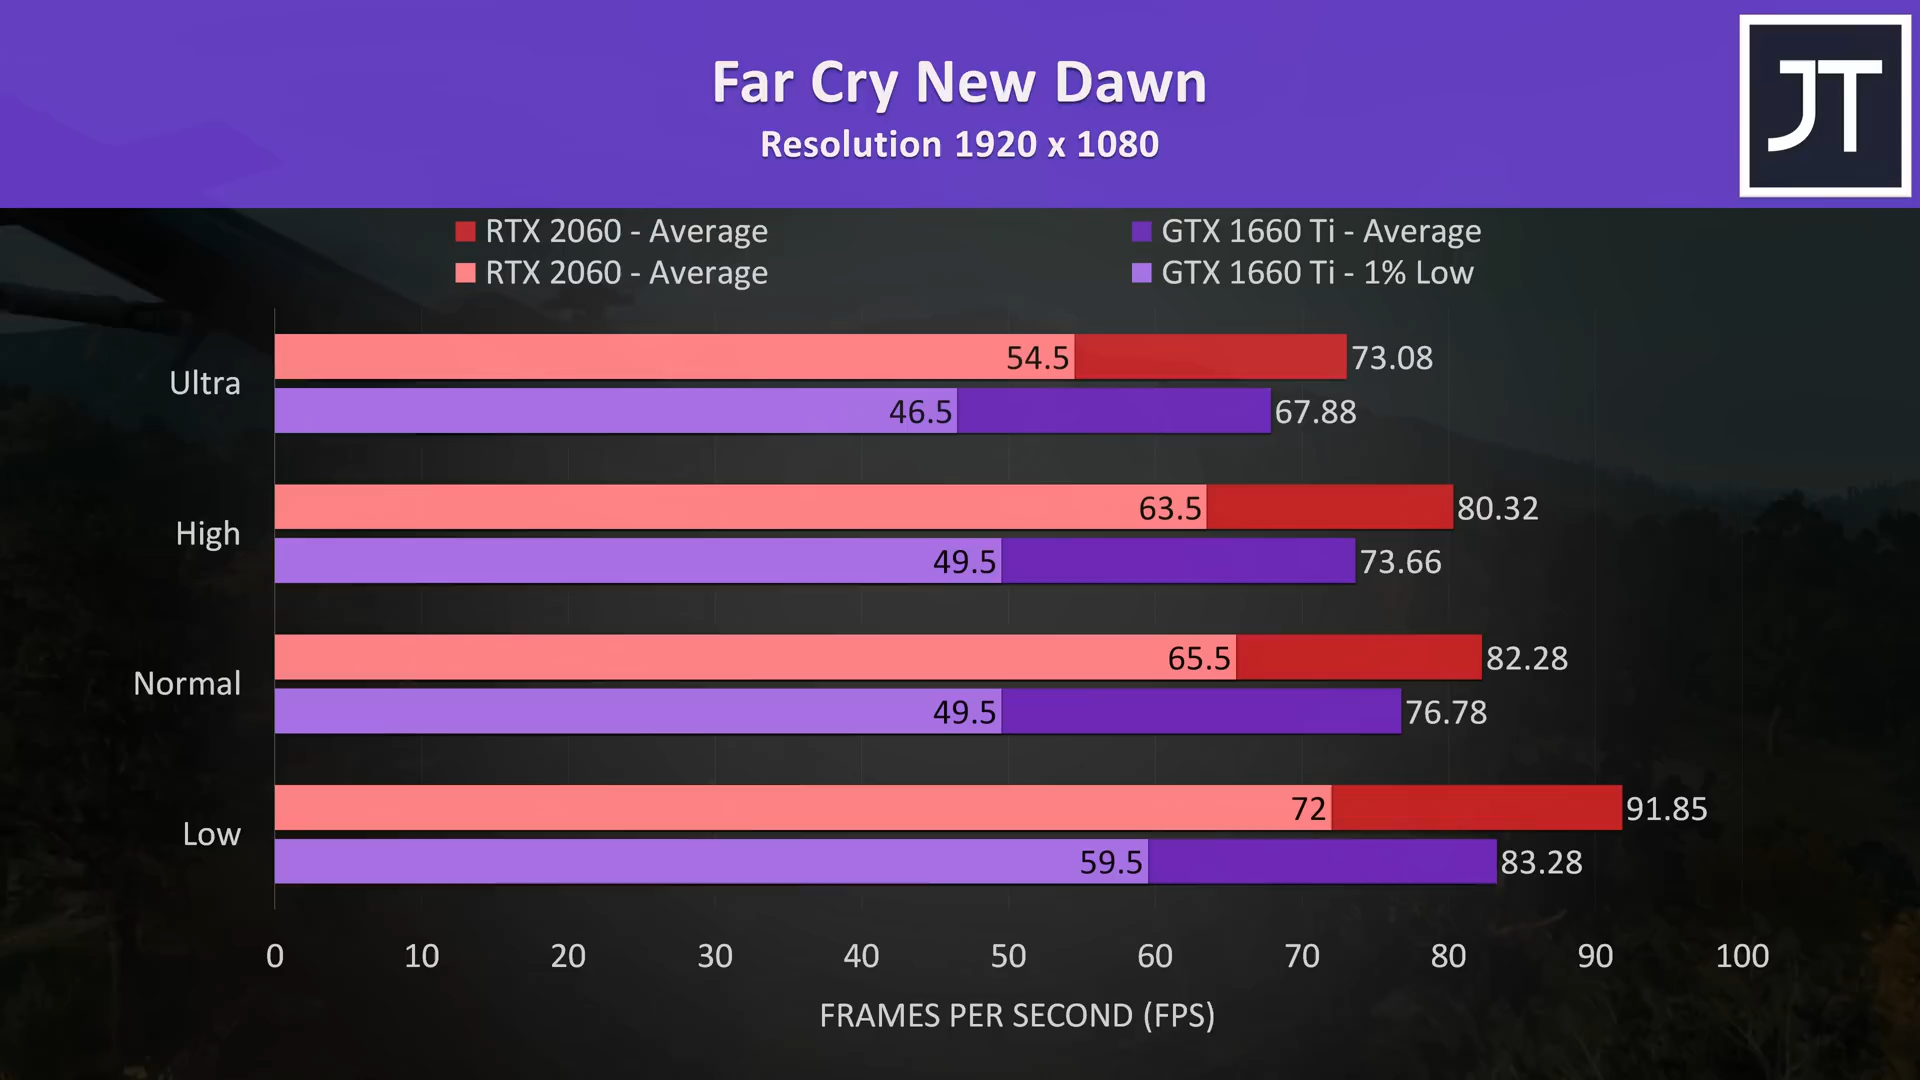 Far Cry New Dawn
Resolution 1920 x 1080
JT
RTX 2060 - Average
GTX 1660 Ti - Average
RTX 2060 - Average
GTX 1660 Ti - 1% Low
Ultra
54.5
73.08
46.5
67.88
High
63.5
80.32
49.5
73.66
Normal
65.5
82.28
49.5
76.78
Low
72
91.85
59.5
83.28
0 10 20 30 40 50 60 70 80 90 100
FRAMES PER SECOND (FPS)